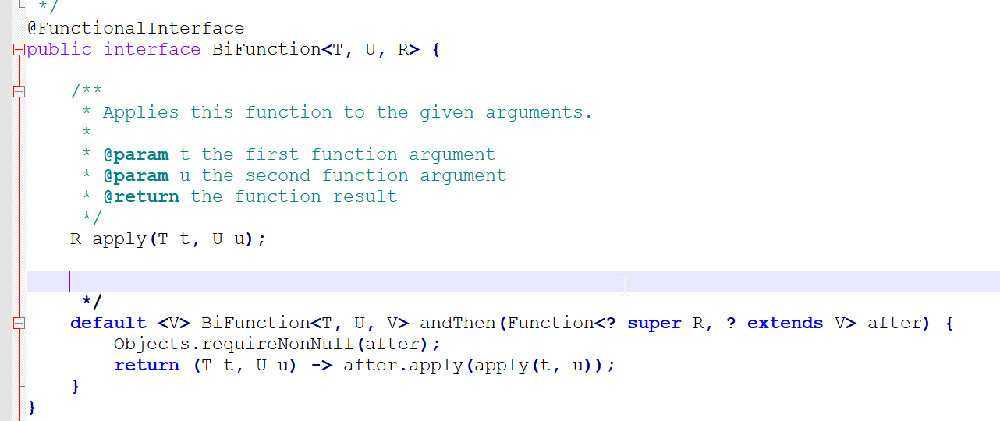 */
@FunctionalInterface
public interface BiFunction<T, U, R> {
/**
* Applies this function to the given arguments.
*
* @param t the first function argument
* @param u the second function argument
* @return the function result
*/
R apply(T t, U u);
*/
default <V> BiFunction<T, U, V> andThen(Function<? super R, ? extends V> after) {
Objects.requireNonNull(after);
return (T t, U u) -> after.apply(apply(t, u));
}
}